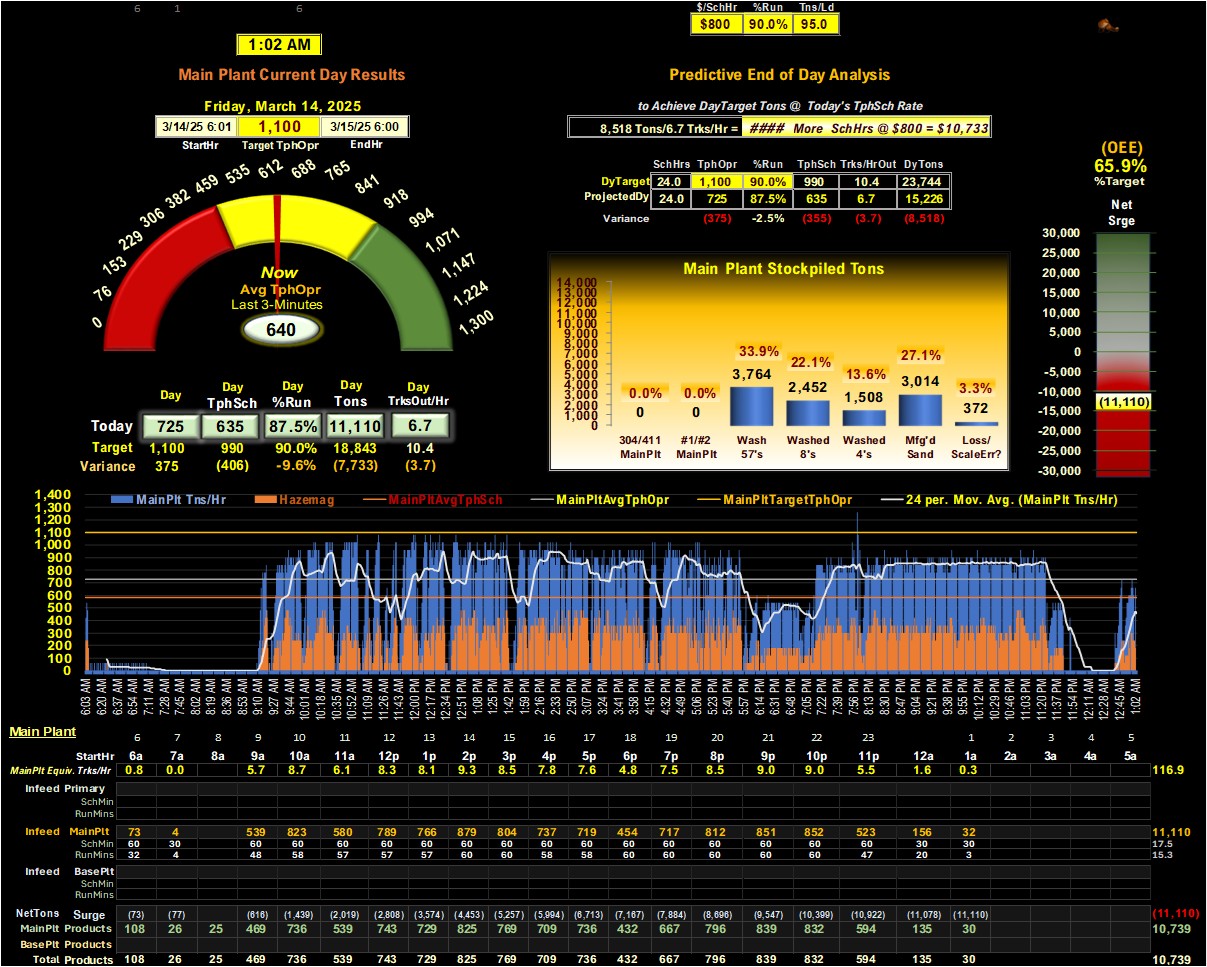 6 1 6
$/SchHr %Run Tns/Ld
$800 90.0% 95.0
1:02 AM
Main Plant Current Day Results
Predictive End of Day Analysis
Friday, March 14, 2025
to Achieve DayTarget Tons @ Today's TphSch Rate
3/14/25 6:01 1,100 3/15/25 6:00
8,518 Tons/6.7 Trks/Hr = #### More SchHrs @ $800 = $10,733
StartHr Target TphOpr EndHr
(OEE)
65.9%
%Target
SchHrs TphOpr %Run TphSch Trks/HrOut DyTons
DyTarget 24.0 1,100 90.0% 990 10.4 23,744
ProjectedDy 24.0 725 87.5% 635 6.7 15,226
Variance (375) -2.5% (355) (3.7) (8,518)
0 76 153 229 306 382 459 535 612 688 765 841 918 994 1,071 1,147 1,224 1,300
Now
Avg TphOpr
Last 3-Minutes
640
Net
Srge
30,000
25,000
20,000
15,000
10,000
5,000
0
-5,000
-10,000
(11,110)
-15,000
-20,000
-25,000
-30,000
Main Plant Stockpiled Tons
14,000
13,000
12,000
11,000
10,000
9,000
8,000
7,000
6,000
5,000
4,000
3,000
2,000
1,000
0
0.0% 0.0% 33.9% 22.1% 13.6% 27.1% 3.3%
0 0 3,764 2,452 1,508 3,014 372
304/411 #1/#2 Wash Washed Washed Mfg'd Loss/
MainPlt MainPlt 57's 8's 4's Sand ScaleErr?
Day Day Day Day Day
TphSch %Run Tons TrksOut/Hr
Today 725 635 87.5% 11,110 6.7
Target 1,100 990 90.0% 18,843 10.4
Variance 375 (406) -9.6% (7,733) (3.7)
MainPlt Tns/Hr Hazemag MainPltAvgTphSch MainPltAvgTphOpr MainPltTargetTphOpr 24 per. Mov. Avg. (MainPlt Tns/Hr)
1,400
1,300
1,200
1,100
1,000
900
800
700
600
500
400
300
200
100
0
6:03 AM 6:20 AM 6:37 AM 6:54 AM 7:11 AM 7:28 AM 7:45 AM 8:02 AM 8:19 AM 8:36 AM 8:53 AM 9:10 AM 9:27 AM 9:44 AM 10:01 AM 10:18 AM 10:35 AM 10:52 AM 11:09 AM 11:26 AM 11:43 AM 12:00 PM 12:17 PM 12:34 PM 12:51 PM 1:08 PM 1:25 PM 1:42 PM 1:59 PM 2:16 PM 2:33 PM 2:50 PM 3:07 PM 3:24 PM 3:41 PM 3:58 PM 4:15 PM 4:32 PM 4:49 PM 5:06 PM 5:23 PM 5:40 PM 5:57 PM 6:14 PM 6:31 PM 6:48 PM 7:05 PM 7:22 PM 7:39 PM 7:56 PM 8:13 PM 8:30 PM 8:47 PM 9:04 PM 9:21 PM 9:38 PM 9:55 PM 10:12 PM 10:29 PM 10:46 PM 11:03 PM 11:20 PM 11:37 PM 11:54 PM 12:11 AM 12:28 AM 12:45 AM 1:02 AM
Main Plant 6 7 8 9 10 11 12 13 14 15 16 17 18 19 20 21 22 23 1 2 3 4 5
StartHr 6a 7a 8a 9a 10a 11a 12p 1p 2p 3p 4p 5p 6p 7p 8p 9p 10p 11p 12a 1a 2a 3a 4a 5a
MainPlt Equiv. Trks/Hr 0.8 0.0 5.7 8.7 6.1 8.3 8.1 9.3 8.5 7.8 7.6 4.8 7.5 8.5 9.0 9.0 5.5 1.6 0.3 116.9
Infeed Primary
SchMin
RunMins
Infeed MainPlt 73 4 539 823 580 789 766 879 804 737 719 454 717 812 851 852 523 156 32 11,110
SchMin 60 30 60 60 60 60 60 60 60 60 60 60 60 60 60 60 60 30 30 17.5
RunMins 32 4 48 58 57 57 57 60 60 58 58 60 60 60 60 60 47 20 3 15.3
Infeed BasePlt
SchMin
RunMins
NetTons Surge (73) (77) (616) (1,439) (2,019) (2,808) (3,574) (4,453) (5,257) (5,994) (6,713) (7,167) (7,884) (8,696) (9,547) (10,399) (10,922) (11,078) (11,110) (11,110)
MainPlt Products 108 26 25 469 736 539 743 729 825 769 709 736 432 667 796 839 832 594 135 30 10,739
BasePlt Products
Total Products 108 26 25 469 736 539 743 729 825 769 709 736 432 667 796 839 832 594 135 30 10,739